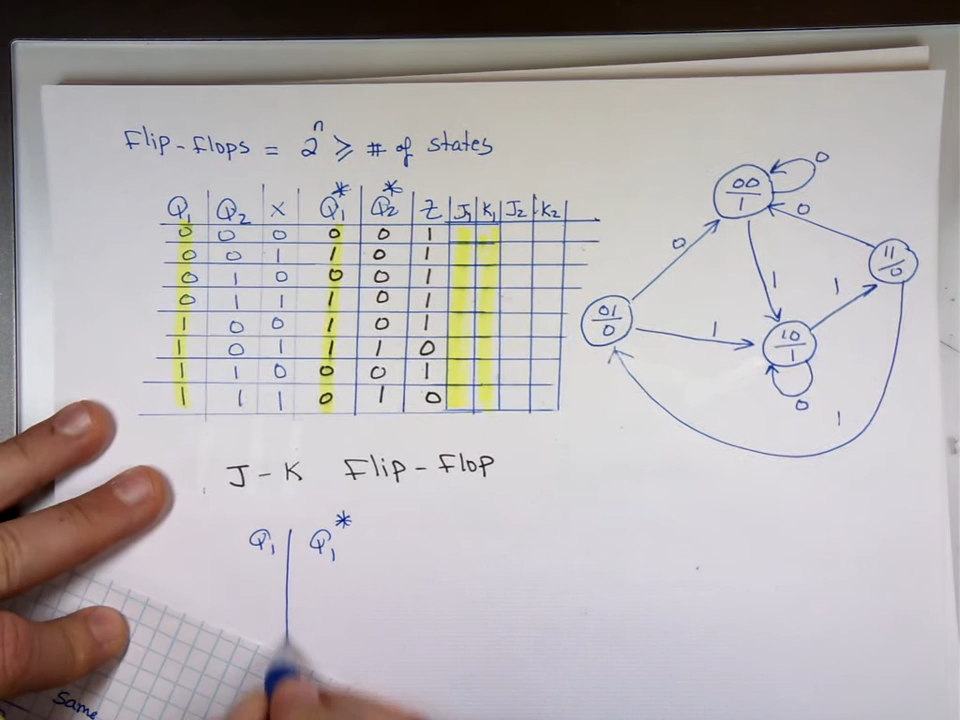 Flip-Flops = 2^n ≥ # of states
Q1 Q2 X Q1* Q2* Z J1 K1 J2 K2
0 0 0 0 0 1
0 0 1 1 0 1
0 1 0 0 0 1
0 1 1 1 0 1
1 0 0 1 0 1
1 0 1 1 1 0
1 1 0 0 0 1
1 1 1 0 1 0
00
1
0
0
0
11
0
1
1
01
0
1
10
1
0
1
J-K Flip-Flop
Q1 Q1*
Same